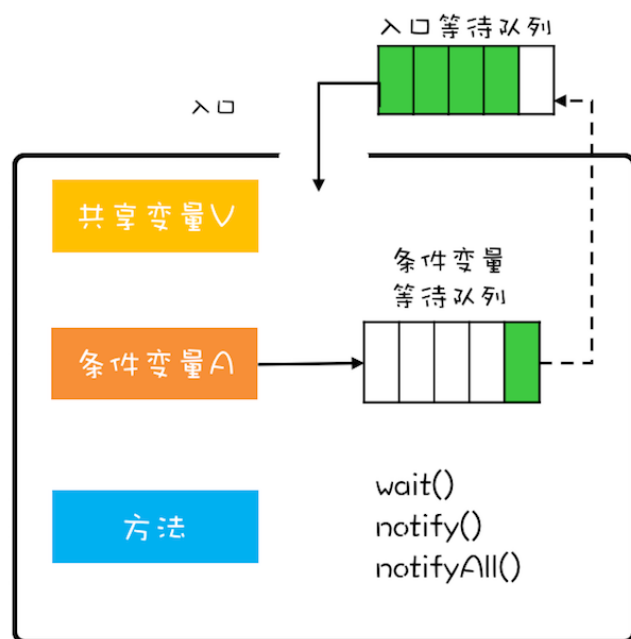 入口等待队列
入口
共享变量V
条件变量
等待队列
条件变量A
方法
wait()
notify()
notifyAll()